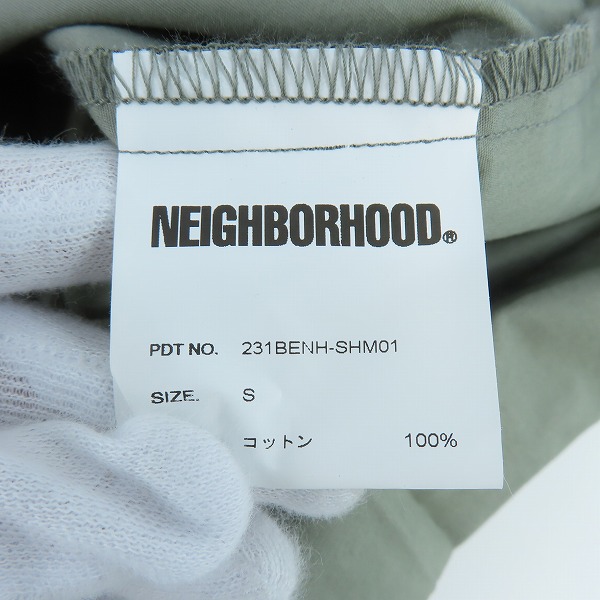 NEIGHBORHOOD®
PDT NO. 231BENH-SHM01
SIZE. S
コットン 100%